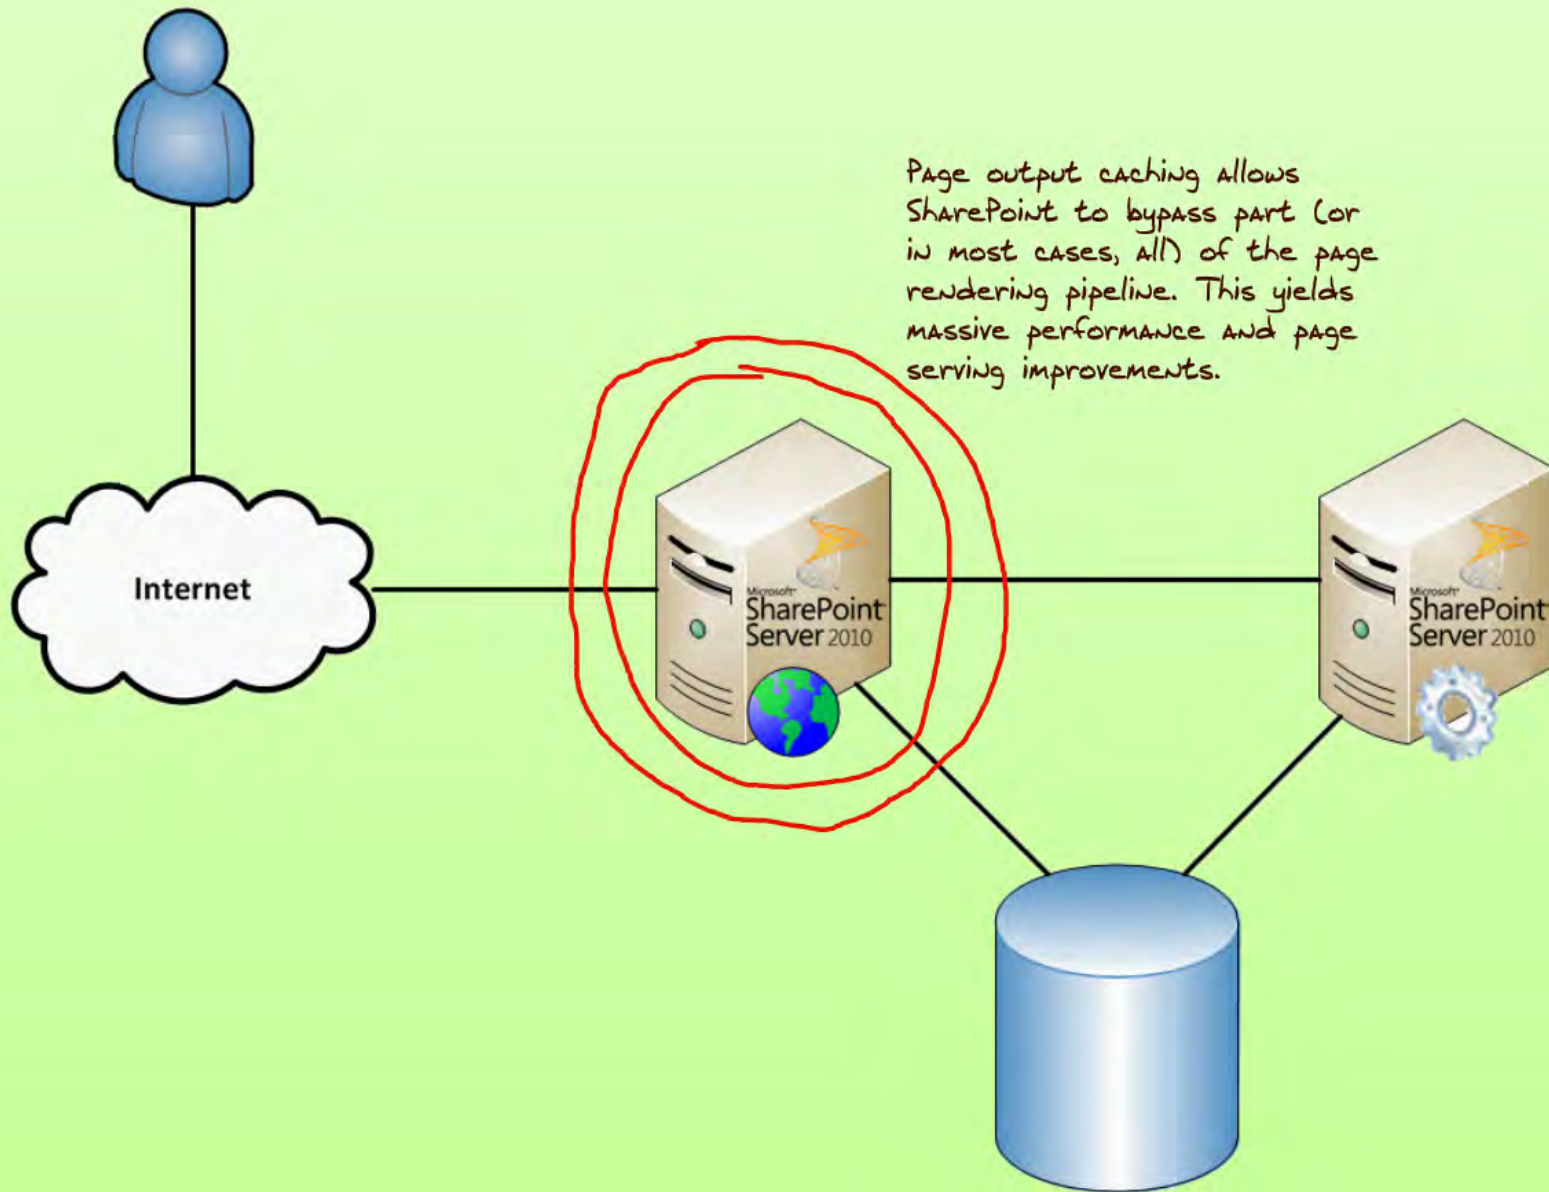 Page output caching allows
SharePoint to bypass part (or
in most cases, all) of the page
rendering pipeline. This yields
massive performance and page
serving improvements.
Internet
Microsoft
SharePoint
Server 2010
Microsoft
SharePoint
Server 2010